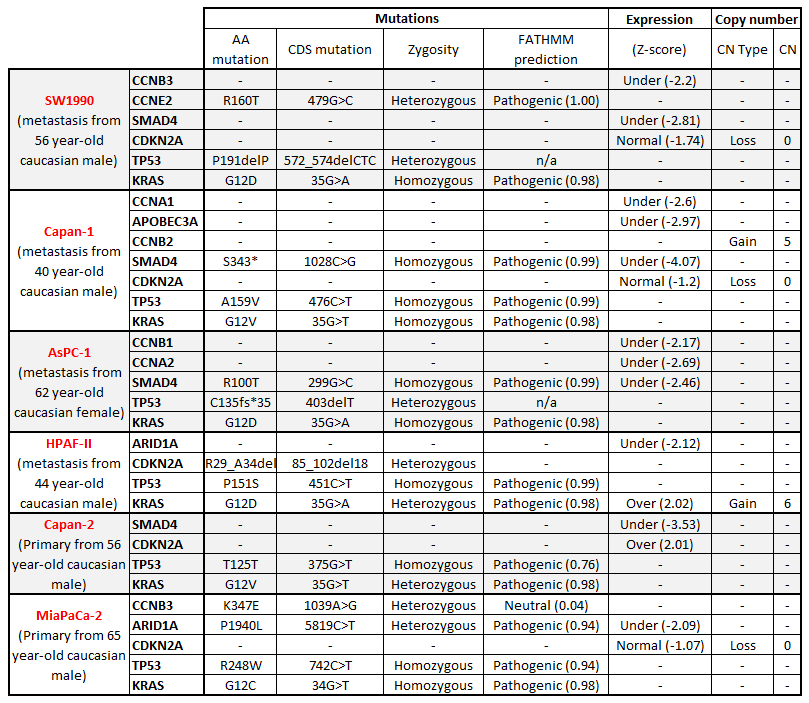 Mutations Expression Copy number
AA mutation CDS mutation Zygosity FATHMM prediction (Z-score) CN Type CN
SW1990
(metastasis from
56 year-old
caucasian male)
CCNB3 - - - - Under (-2.2) - -
CCNE2 R160T 479G>C Heterozygous Pathogenic (1.00) - - -
SMAD4 - - - - Under (-2.81) - -
CDKN2A - - - - Normal (-1.74) Loss 0
TP53 P191delP 572_574delCTC Heterozygous n/a - - -
KRAS G12D 35G>A Homozygous Pathogenic (0.98) - - -
Capan-1
(metastasis from
40 year-old
caucasian male)
CCNA1 - - - - Under (-2.6) - -
APOBEC3A - - - - Under (-2.97) - -
CCNB2 - - - - - Gain 5
SMAD4 S343* 1028C>G Homozygous Pathogenic (0.99) Under (-4.07) - -
CDKN2A - - - - Normal (-1.2) Loss 0
TP53 A159V 476C>T Homozygous Pathogenic (0.99) - - -
KRAS G12V 35G>T Homozygous Pathogenic (0.98) - - -
AsPC-1
(metastasis from
62 year-old
caucasian female)
CCNB1 - - - - Under (-2.17) - -
CCNA2 - - - - Under (-2.69) - -
SMAD4 R100T 299G>C Homozygous Pathogenic (0.99) Under (-2.46) - -
TP53 C135fs*35 403delT Heterozygous n/a - - -
KRAS G12D 35G>A Homozygous Pathogenic (0.98) - - -
HPAF-II
(metastasis from
44 year-old
caucasian male)
ARID1A - - - - Under (-2.12) - -
CDKN2A R29_A34del 85_102del18 Heterozygous - - - -
TP53 P151S 451C>T Homozygous Pathogenic (0.99) - - -
KRAS G12D 35G>A Heterozygous Pathogenic (0.98) Over (2.02) Gain 6
Capan-2
(Primary from 56
year-old caucasian
male)
SMAD4 - - - - Under (-3.53) - -
CDKN2A - - - - Over (2.01) - -
TP53 T125T 375G>T Homozygous Pathogenic (0.76) - - -
KRAS G12V 35G>T Homozygous Pathogenic (0.98) - - -
MiaPaCa-2
(Primary from 65
year-old caucasian
male)
CCNB3 K347E 1039A>G Heterozygous Neutral (0.04) - - -
ARID1A P1940L 5819C>T Heterozygous Pathogenic (0.94) Under (-2.09) - -
CDKN2A - - - - Normal (-1.07) Loss 0
TP53 R248W 742C>T Homozygous Pathogenic (0.94) - - -
KRAS G12C 34G>T Homozygous Pathogenic (0.98) - - -